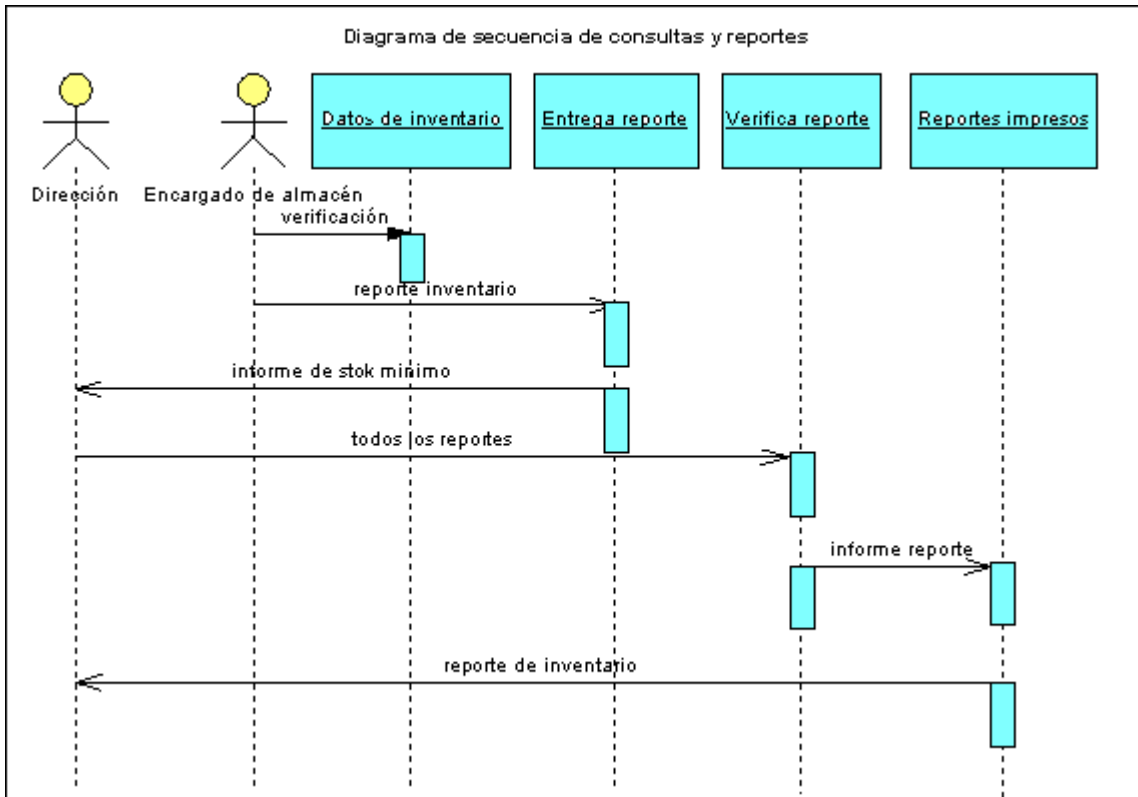 Diagrama de secuencia de consultas y reportes
Datos de inventario
Entrega reporte
Verifica reporte
Reportes impresos
Dirección
Encargado de almacén
verificación
reporte inventario
informe de stok minimo
todos los reportes
informe reporte
reporte de inventario